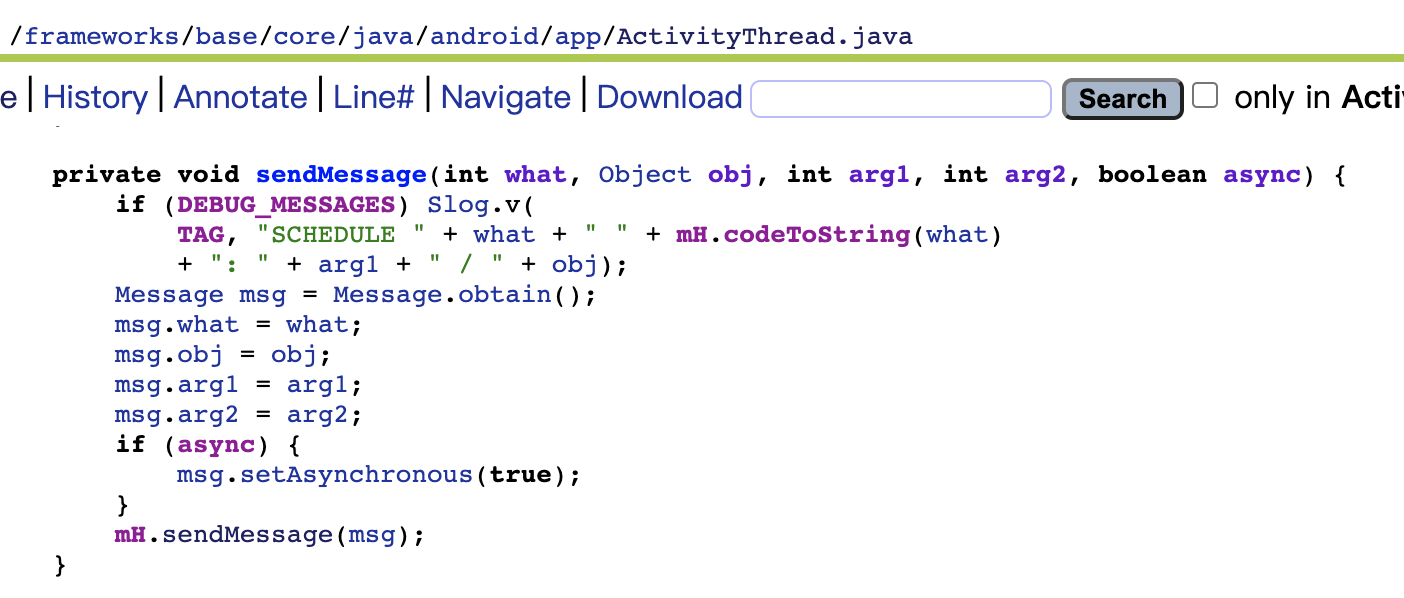 /frameworks/base/core/java/android/app/ActivityThread.java
e | History | Annotate | Line# | Navigate | Download Search only in Acti
private void sendMessage(int what, Object obj, int arg1, int arg2, boolean async) {
if (DEBUG_MESSAGES) Slog.v(
TAG, "SCHEDULE " + what + " " + mH.codeToString(what)
+ ": " + arg1 + " / " + obj);
Message msg = Message.obtain();
msg.what = what;
msg.obj = obj;
msg.arg1 = arg1;
msg.arg2 = arg2;
if (async) {
msg.setAsynchronous(true);
}
mH.sendMessage(msg);
}